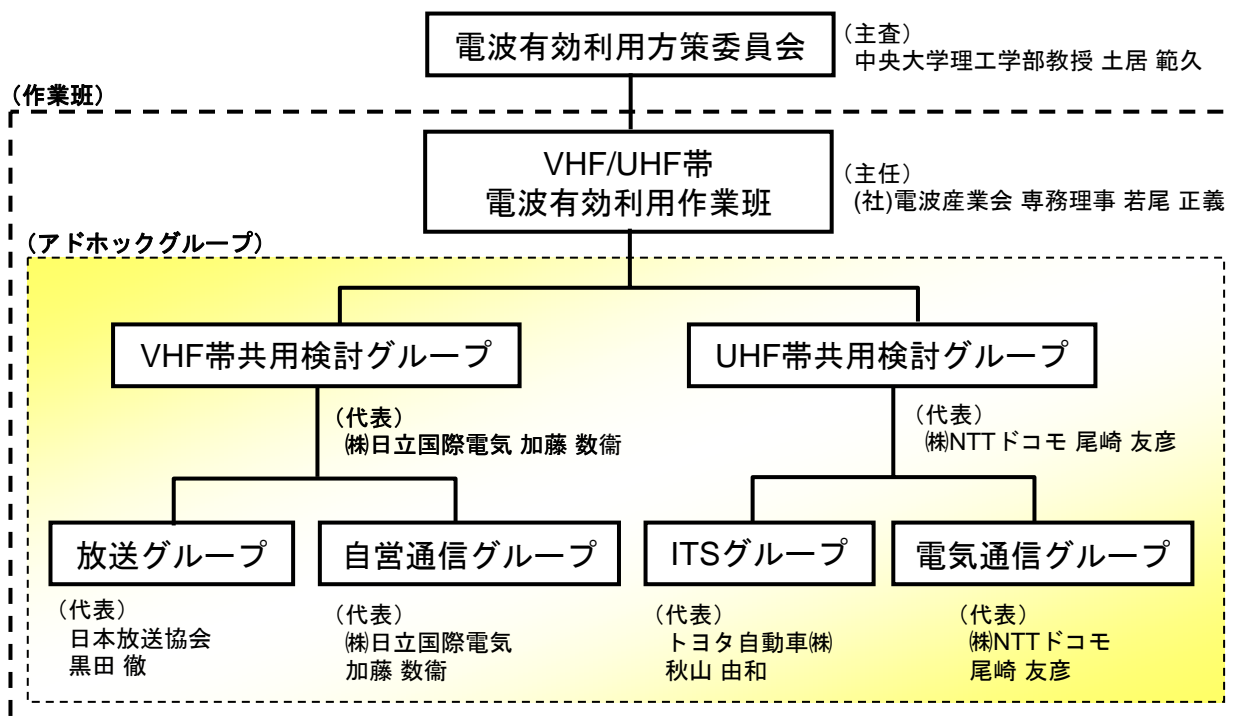 電波有効利用方策委員会
（主査）
中央大学理工学部教授 土居 範久
（作業班）
VHF/UHF帯
電波有効利用作業班
（主任）
(社)電波産業会 専務理事 若尾 正義
（アドホックグループ）
VHF帯共用検討グループ
UHF帯共用検討グループ
（代表）
㈱日立国際電気 加藤 数衞
（代表）
㈱NTTドコモ 尾崎 友彦
放送グループ
自営通信グループ
ITSグループ
電気通信グループ
（代表）
日本放送協会
黒田 徹
（代表）
㈱日立国際電気
加藤 数衞
（代表）
トヨタ自動車㈱
秋山 由和
（代表）
㈱NTTドコモ
尾崎 友彦